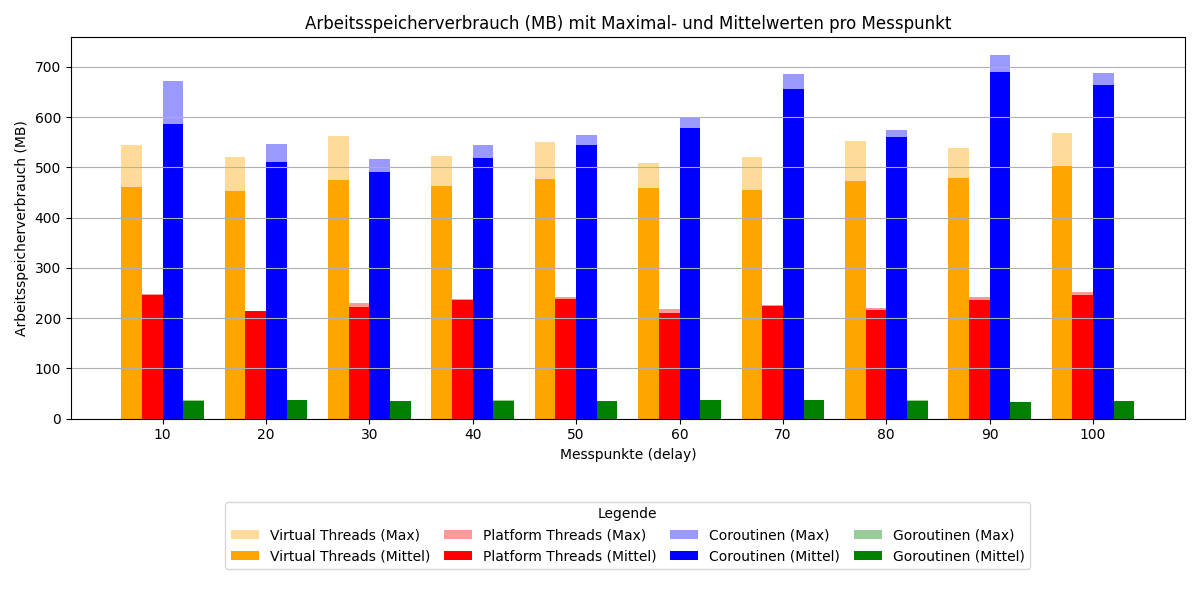 Arbeitsspeicherverbrauch (MB) mit Maximal- und Mittelwerten pro Messpunkt
Arbeitsspeicherverbrauch (MB)
700
600
500
400
300
200
100
0
10 20 30 40 50 60 70 80 90 100
Messpunkte (delay)
Legende
Virtual Threads (Max) Platform Threads (Max) Coroutinen (Max) Goroutinen (Max)
Virtual Threads (Mittel) Platform Threads (Mittel) Coroutinen (Mittel) Goroutinen (Mittel)